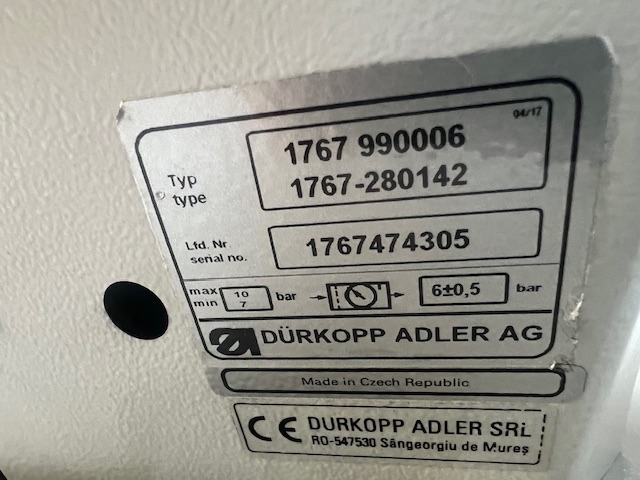 04/17
Typ
type
1767 990006
1767-280142
Lfd. Nr
serial no.
1767474305
max
min
10
7
bar
6±0,5
bar
DÜRKOPP ADLER AG
Made in Czech Republic
CE DURKOPP ADLER SRL
RO-547530 Sângeorgiu de Mureș